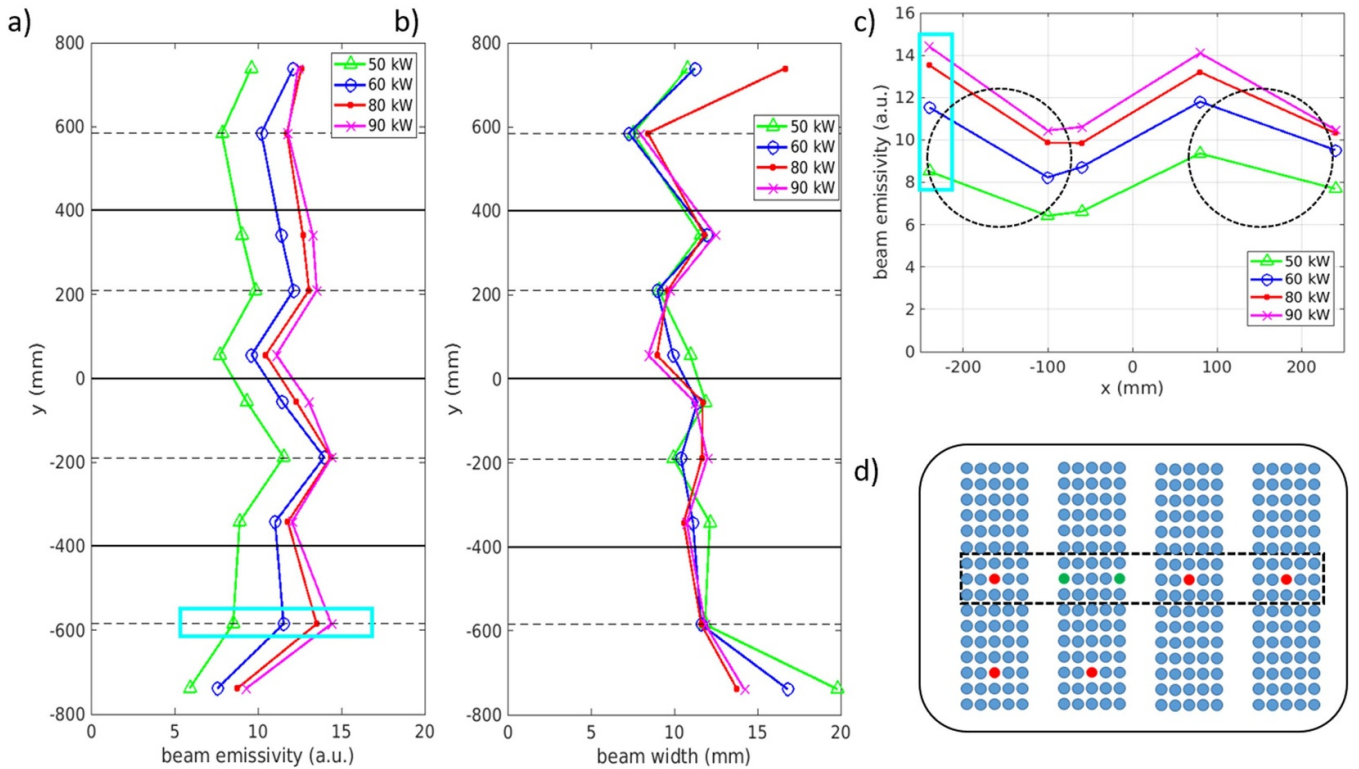 a)
800
600
400
200
0
-200
-400
-600
-800
y (mm)
0 5 10 15 20
beam emissivity (a.u.)
50 kW
60 kW
80 kW
90 kW
b)
800
600
400
200
0
-200
-400
-600
-800
y (mm)
0 5 10 15 20
beam width (mm)
50 kW
60 kW
80 kW
90 kW
c)
16
14
12
10
8
6
4
2
0
beam emissivity (a.u.)
-200 -100 0 100 200
x (mm)
50 kW
60 kW
80 kW
90 kW
d)